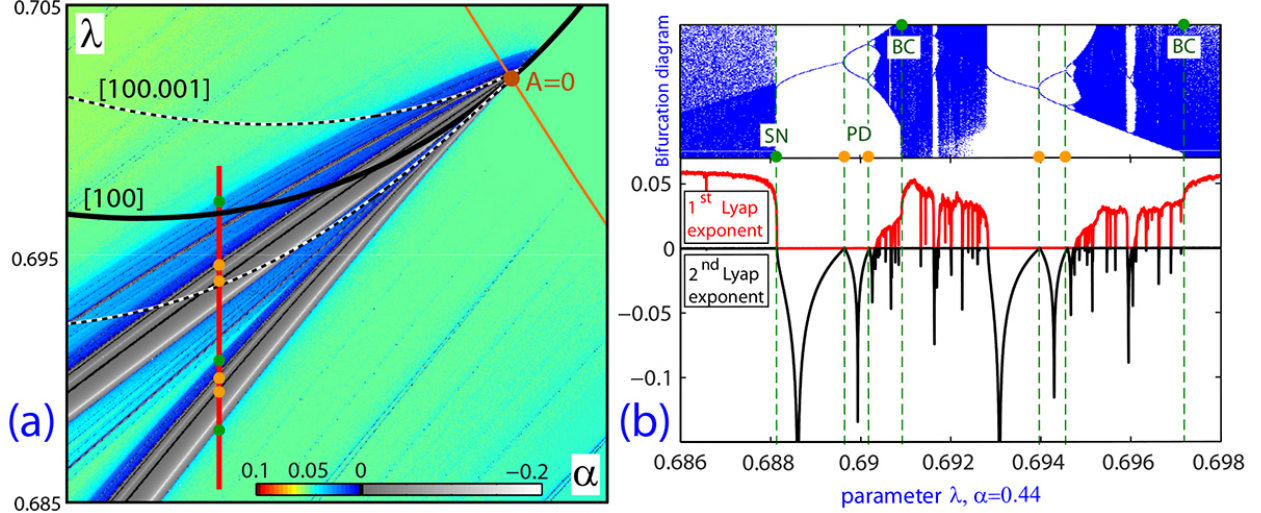 0.705
λ
[100.001]
A=0
[100]
0.695
0.1 0.05 0 −0.2
α
0.685
(a)
Bifurcation diagram
BC
BC
SN
PD
0.05
1st Lyap
exponent
0
2nd Lyap
exponent
−0.05
−0.1
(b)
0.686 0.688 0.69 0.692 0.694 0.696 0.698
parameter λ, α=0.44